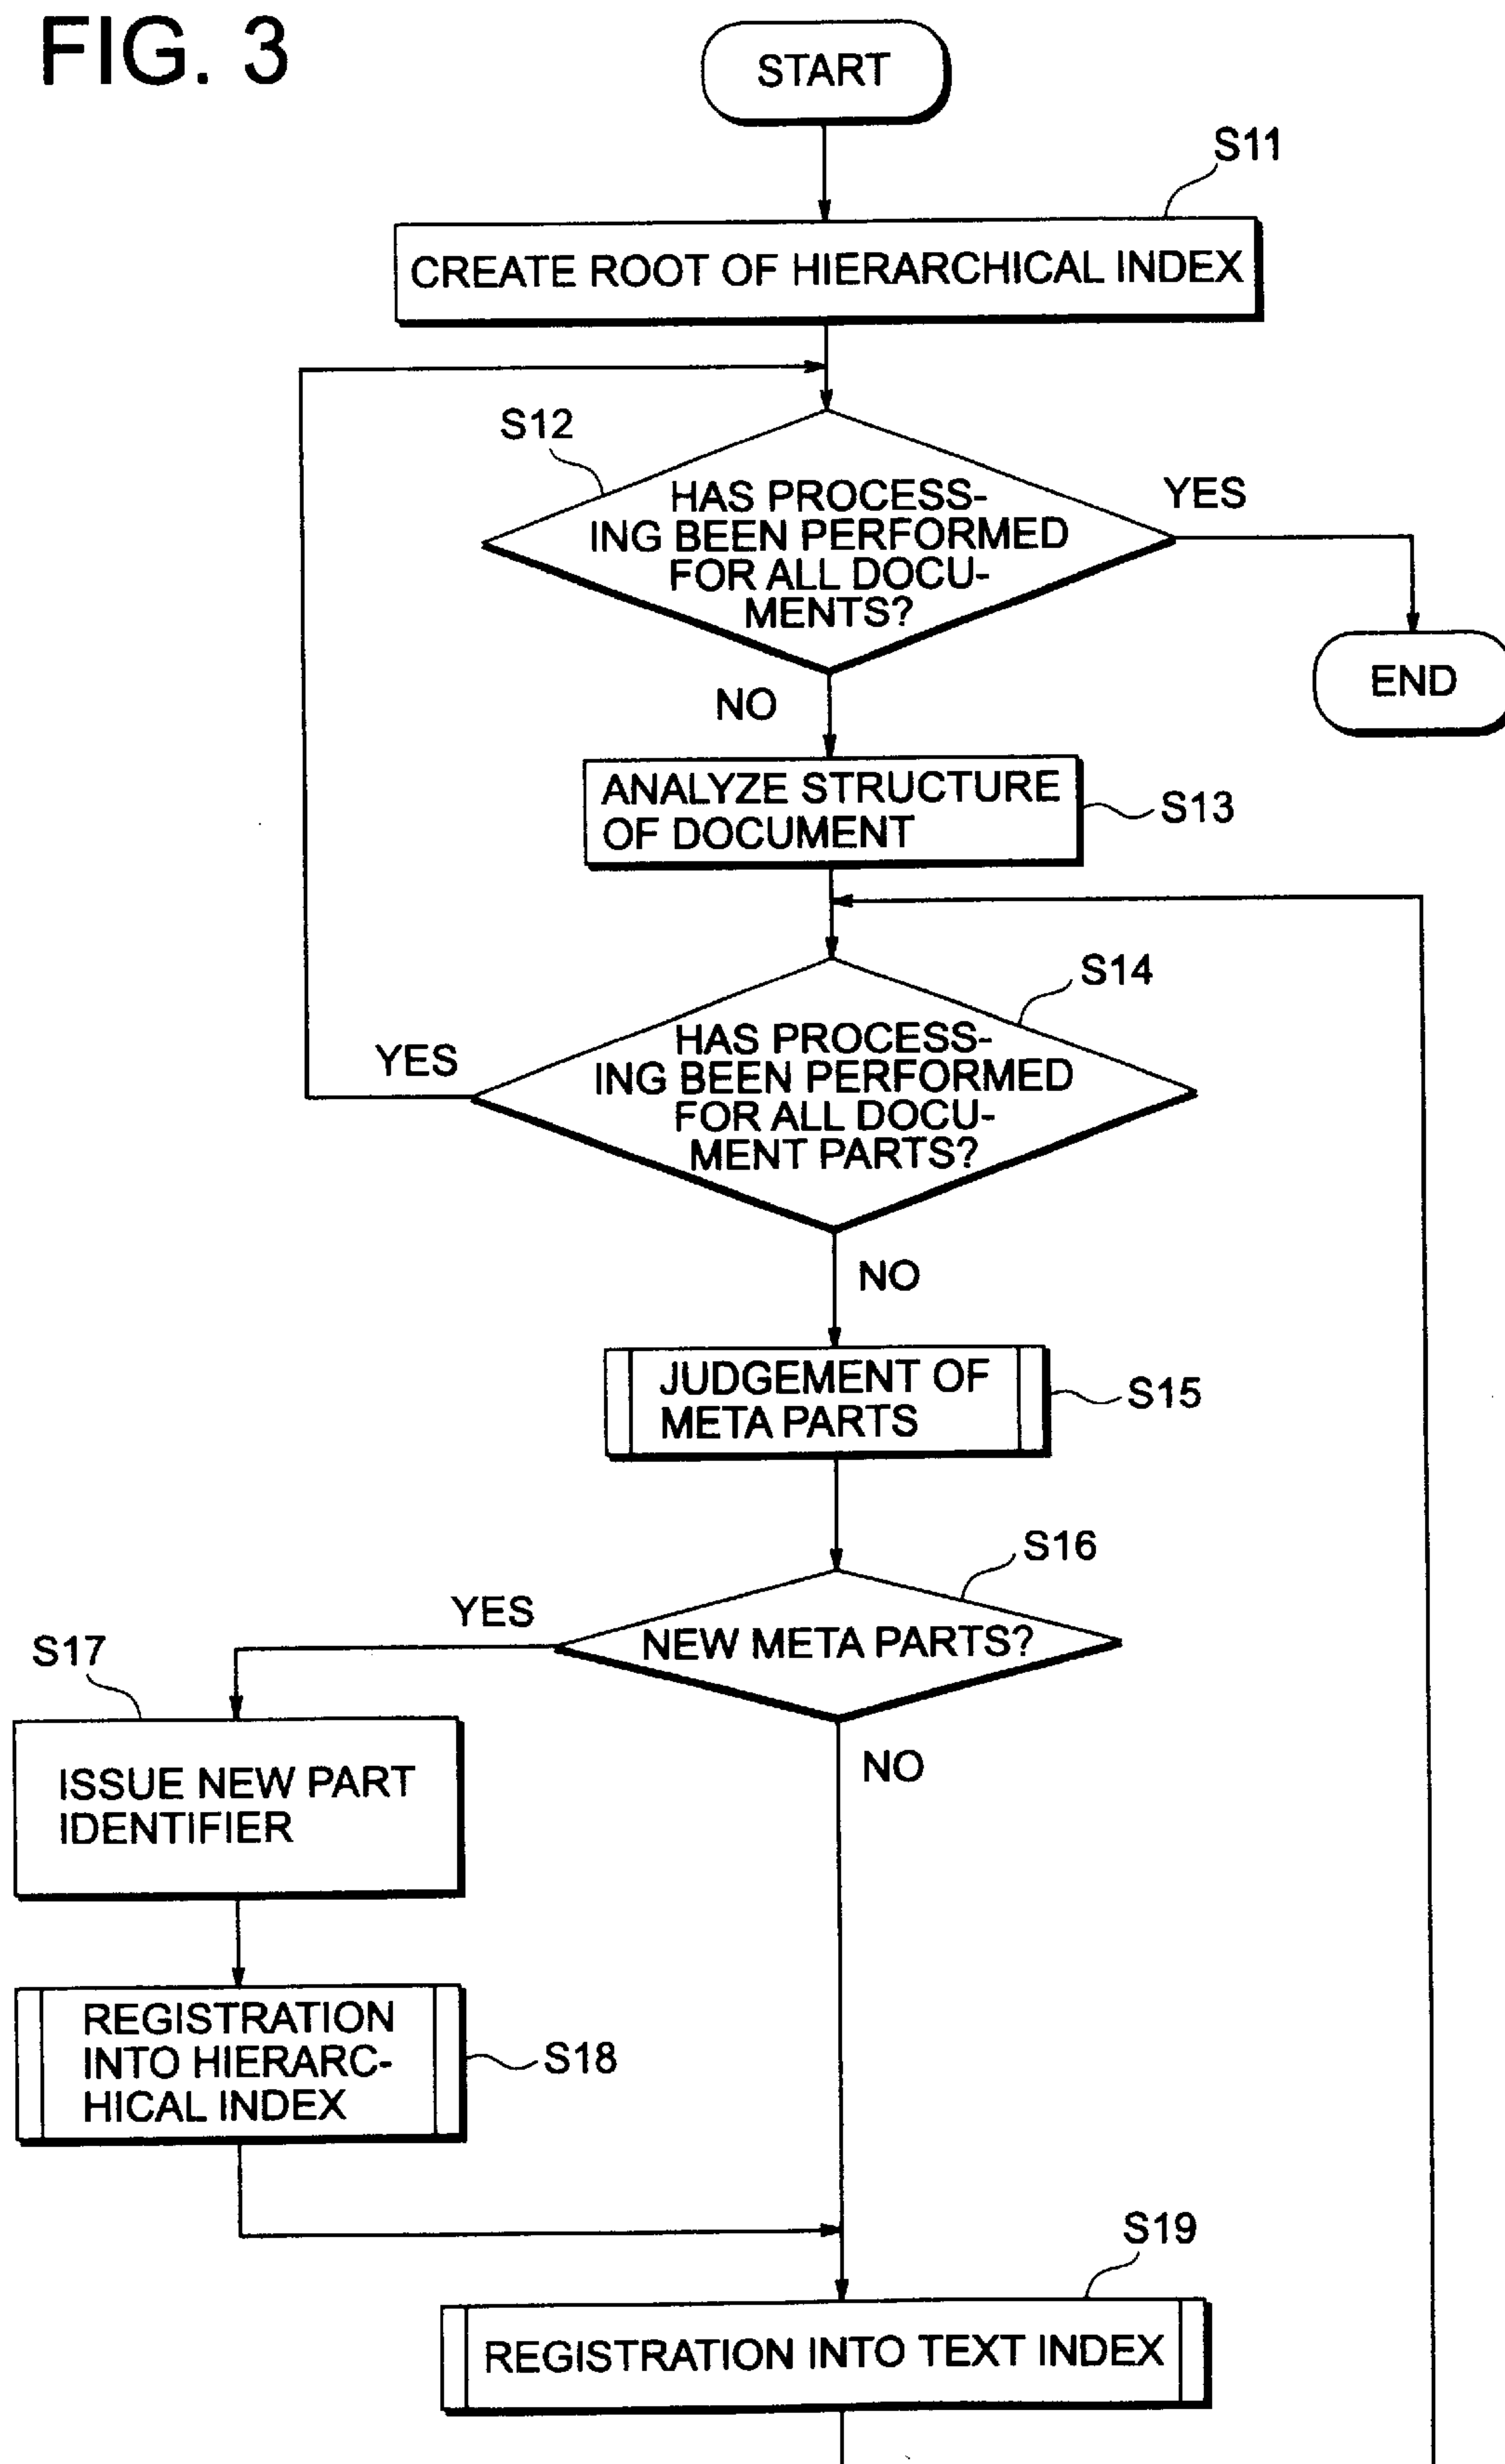 FIG. 3
START
S11
CREATE ROOT OF HIERARCHICAL INDEX
S12
HAS PROCESS-
ING BEEN PERFORMED
FOR ALL DOCU-
MENTS?
YES
END
NO
ANALYZE STRUCTURE
OF DOCUMENT
S13
S14
HAS PROCESS-
ING BEEN PERFORMED
FOR ALL DOCU-
MENT PARTS?
YES
NO
JUDGEMENT OF
META PARTS
S15
S16
YES
NEW META PARTS?
S17
NO
ISSUE NEW PART
IDENTIFIER
REGISTRATION
INTO HIERARC-
HICAL INDEX
S18
S19
REGISTRATION INTO TEXT INDEX